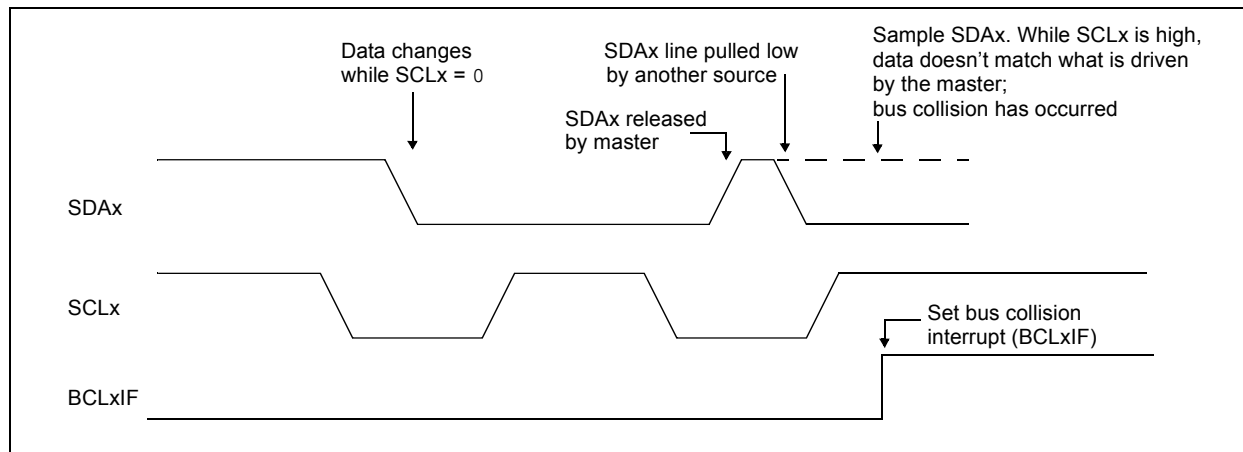 Data changes
while SCLx = 0
SDAx line pulled low
by another source
SDAx released
by master
Sample SDAx. While SCLx is high,
data doesn’t match what is driven
by the master;
bus collision has occurred
SDAx
SCLx
Set bus collision
interrupt (BCLxIF)
BCLxIF